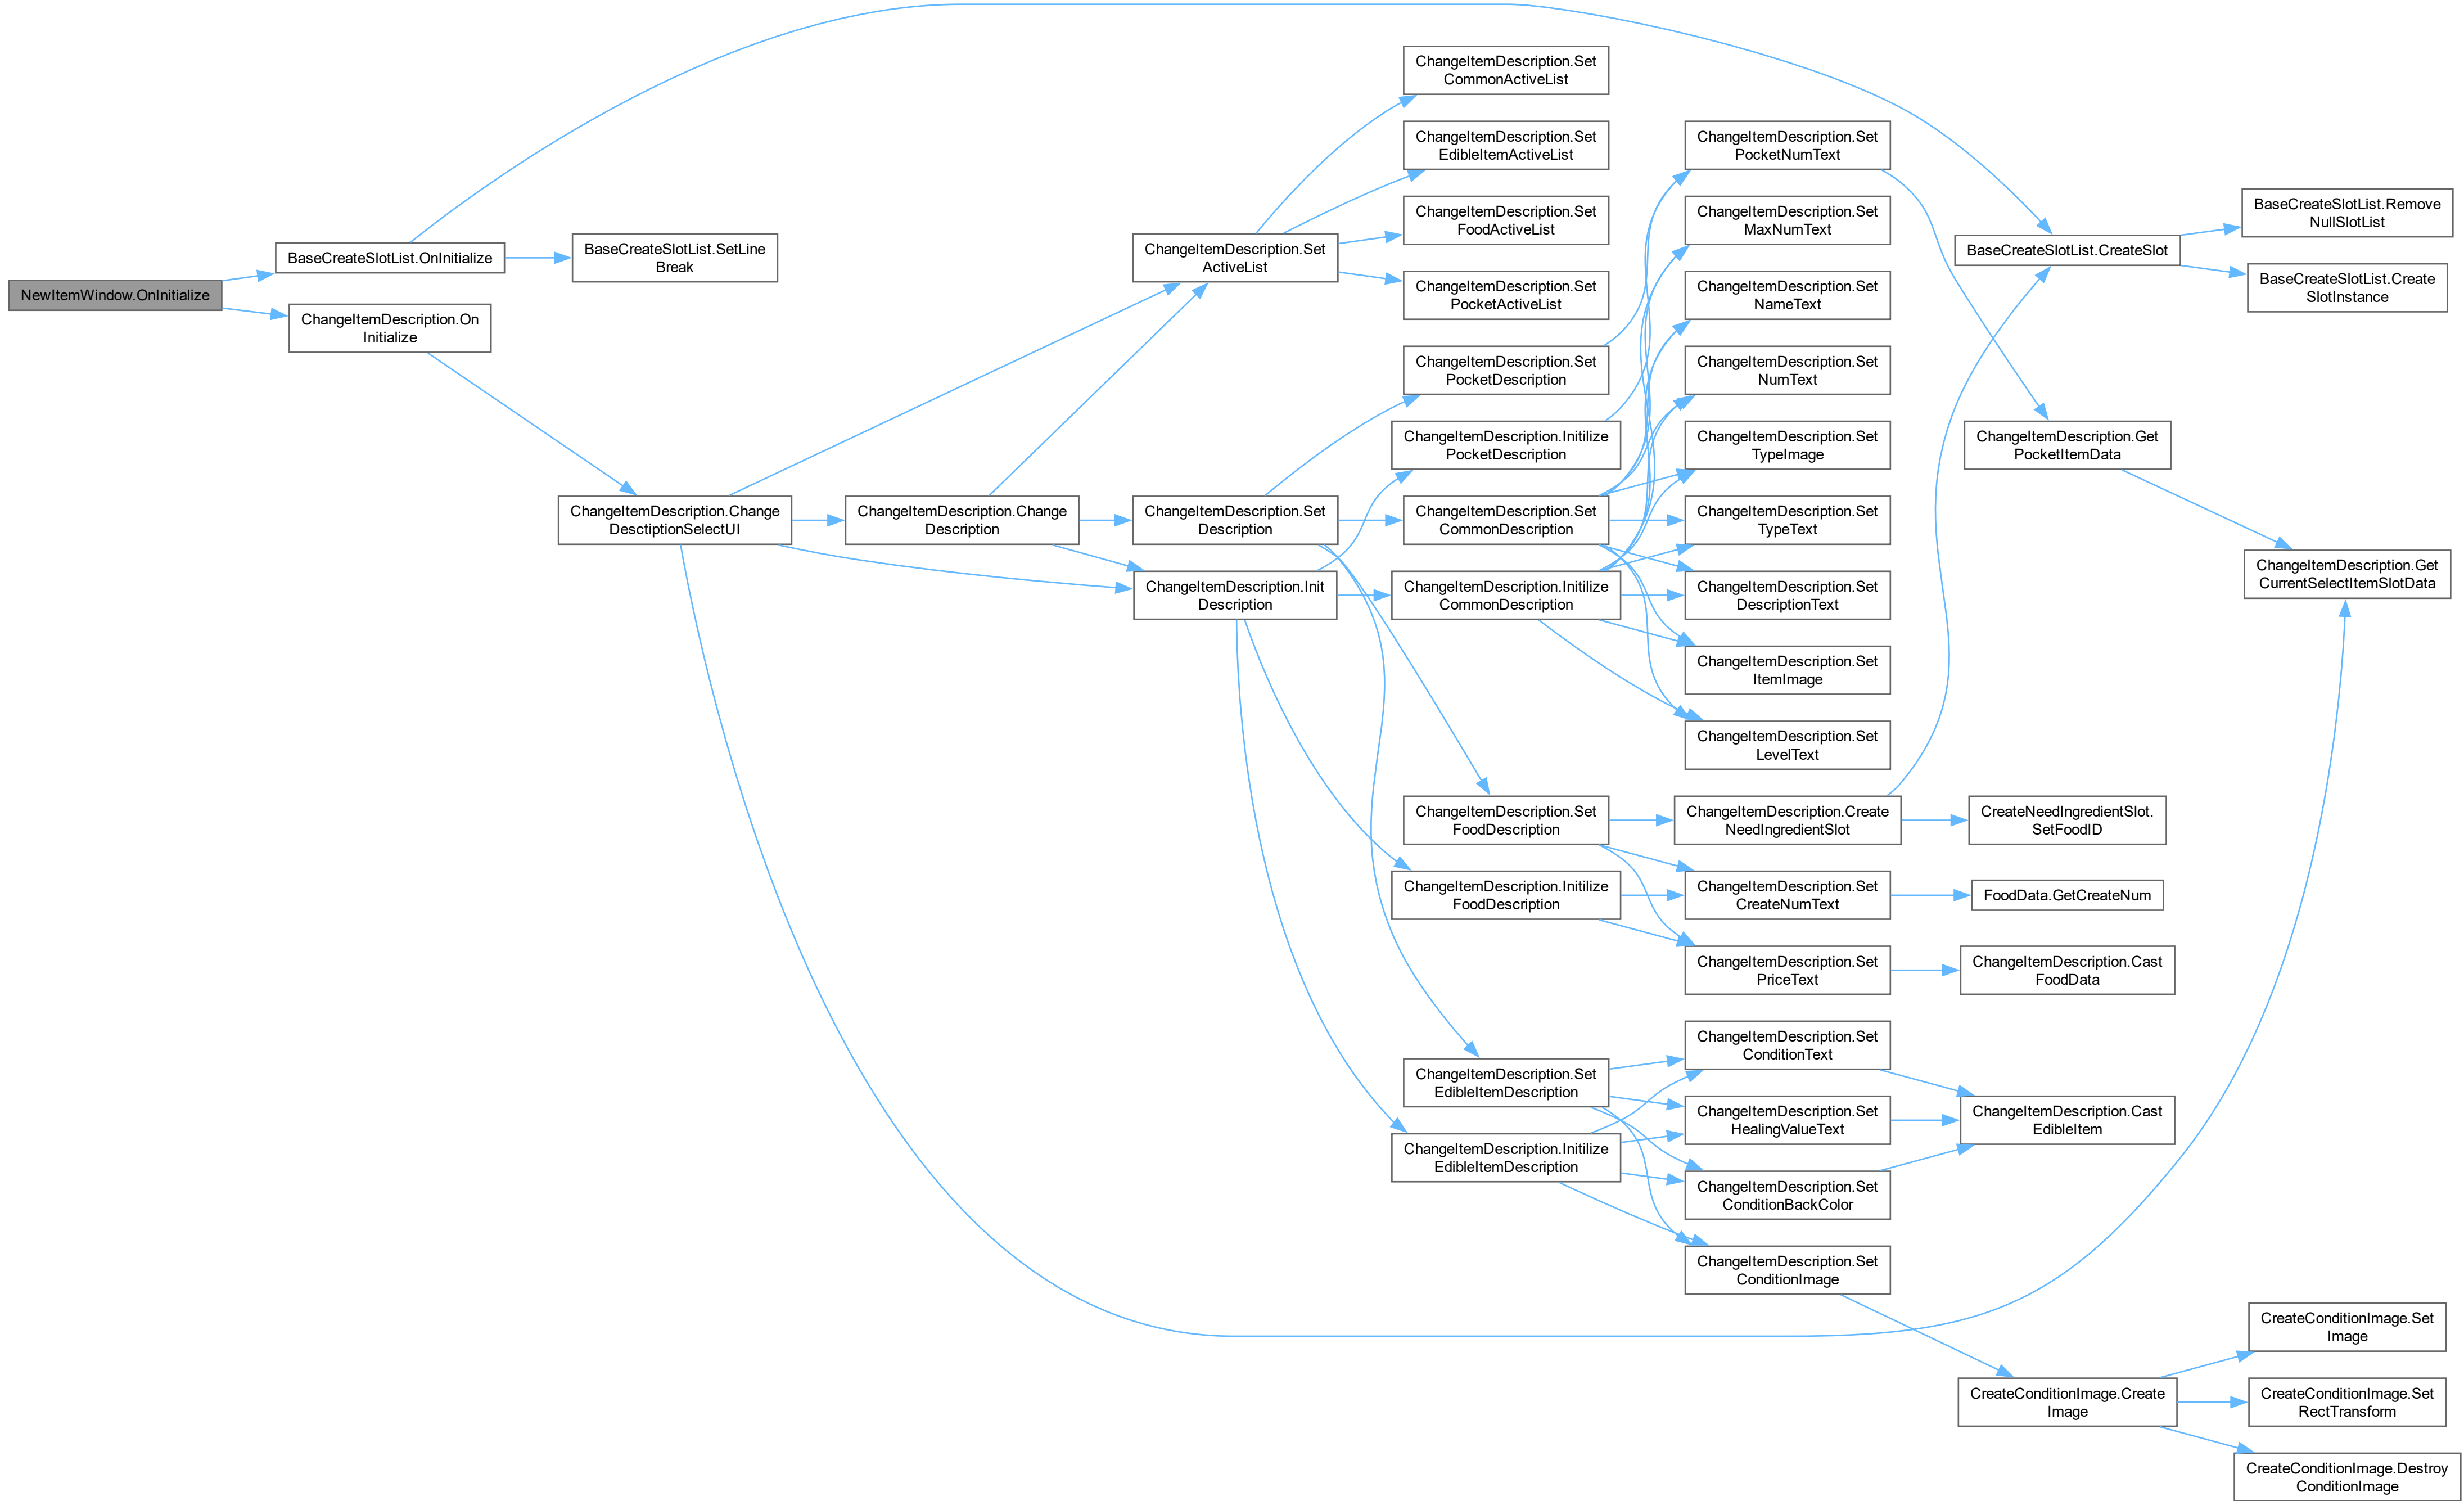 NewItemWindow.OnInitialize
BaseCreateSlotList.OnInitialize
ChangeItemDescription.On
Initialize
BaseCreateSlotList.SetLine
Break
ChangeItemDescription.Change
DesctiptionSelectUI
ChangeItemDescription.Change
Description
ChangeItemDescription.Set
ActiveList
ChangeItemDescription.Set
Description
ChangeItemDescription.Init
Description
ChangeItemDescription.Set
CommonActiveList
ChangeItemDescription.Set
EdibleItemActiveList
ChangeItemDescription.Set
FoodActiveList
ChangeItemDescription.Set
PocketActiveList
ChangeItemDescription.Set
PocketDescription
ChangeItemDescription.Initilize
PocketDescription
ChangeItemDescription.Set
CommonDescription
ChangeItemDescription.Initilize
CommonDescription
ChangeItemDescription.Set
FoodDescription
ChangeItemDescription.Initilize
FoodDescription
ChangeItemDescription.Set
EdibleItemDescription
ChangeItemDescription.Initilize
EdibleItemDescription
ChangeItemDescription.Set
PocketNumText
ChangeItemDescription.Set
MaxNumText
ChangeItemDescription.Set
NameText
ChangeItemDescription.Set
NumText
ChangeItemDescription.Set
TypeImage
ChangeItemDescription.Set
TypeText
ChangeItemDescription.Set
DescriptionText
ChangeItemDescription.Set
ItemImage
ChangeItemDescription.Set
LevelText
ChangeItemDescription.Create
NeedIngredientSlot
ChangeItemDescription.Set
CreateNumText
ChangeItemDescription.Set
PriceText
ChangeItemDescription.Set
ConditionText
ChangeItemDescription.Set
HealingValueText
ChangeItemDescription.Set
ConditionBackColor
ChangeItemDescription.Set
ConditionImage
BaseCreateSlotList.CreateSlot
ChangeItemDescription.Get
PocketItemData
CreateNeedIngredientSlot.
SetFoodID
FoodData.GetCreateNum
ChangeItemDescription.Cast
FoodData
ChangeItemDescription.Cast
EdibleItem
CreateConditionImage.Create
Image
BaseCreateSlotList.Remove
NullSlotList
BaseCreateSlotList.Create
SlotInstance
ChangeItemDescription.Get
CurrentSelectItemSlotData
CreateConditionImage.Set
Image
CreateConditionImage.Set
RectTransform
CreateConditionImage.Destroy
ConditionImage